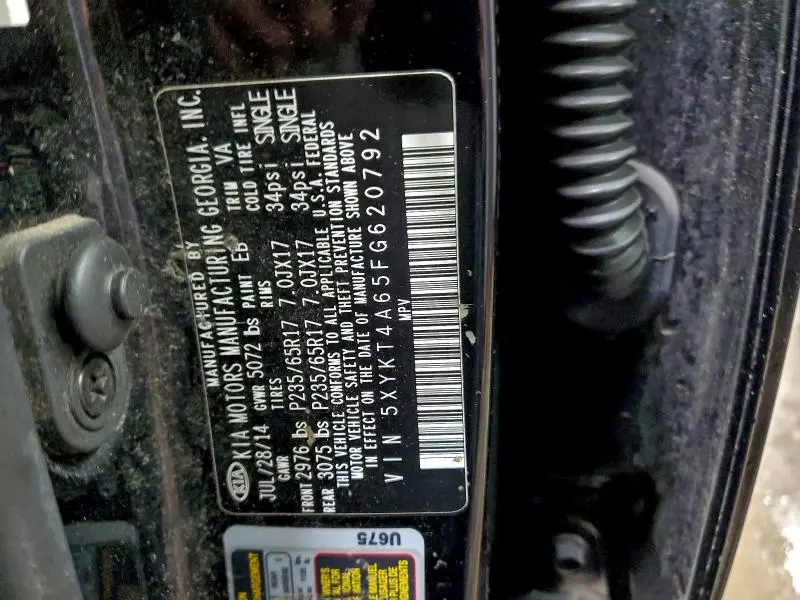 MANUFACTURED BY
KIA KIA MOTORS MANUFACTURING GEORGIA, INC.
JUL/28/14 GVWR 5072 lbs PAINT EB TRIM VA
GAWR TIRES RIMS COLD TIRE INFL
FRONT 2976 lbs P235/65R17 7.0JX17 34psi SINGLE
REAR 3075 lbs P235/65R17 7.0JX17 34psi SINGLE
THIS VEHICLE CONFORMS TO ALL APPLICABLE U.S.A. FEDERAL
MOTOR VEHICLE SAFETY AND THEFT PREVENTION STANDARDS
IN EFFECT ON THE DATE OF MANUFACTURE SHOWN ABOVE.
VIN 5XYKT4A65FG620792
MPV
U675